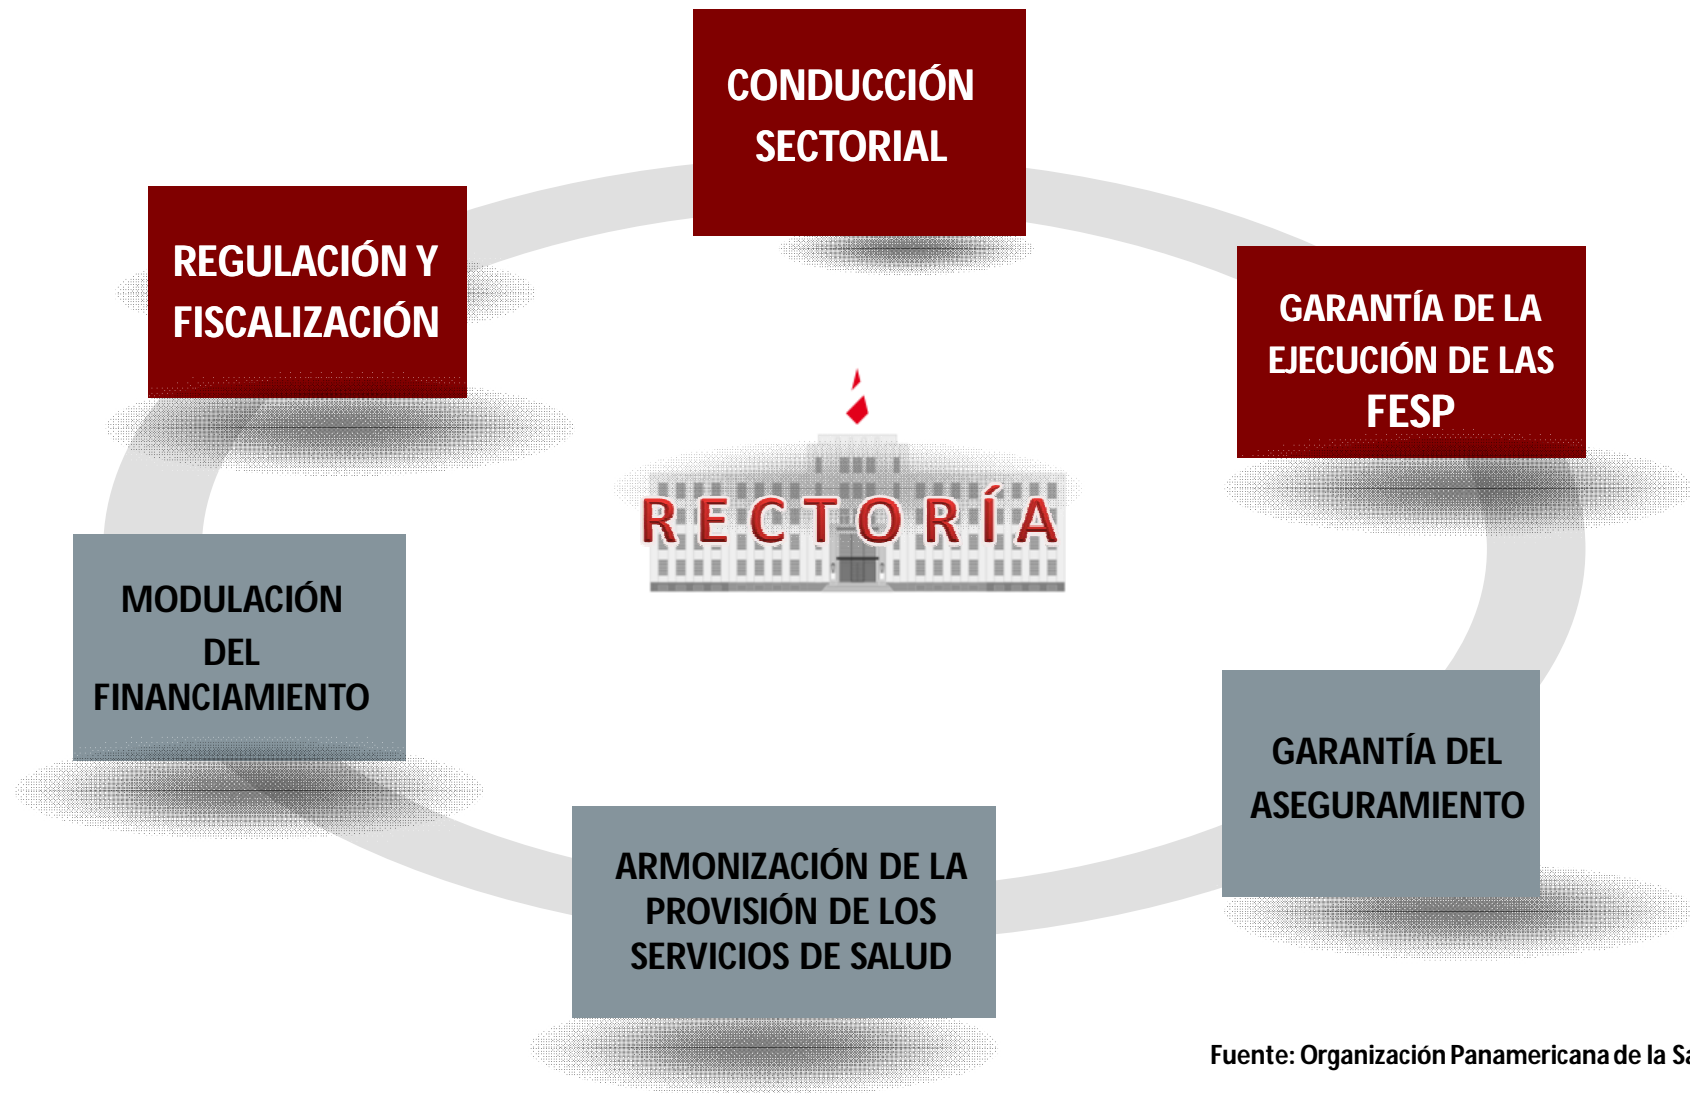 CONDUCCIÓN
SECTORIAL
REGULACIÓN Y
FISCALIZACIÓN
GARANTÍA DE LA
EJECUCIÓN DE LAS
FESP
RECTORÍA
MODULACIÓN
DEL
FINANCIAMIENTO
GARANTÍA DEL
ASEGURAMIENTO
ARMONIZACIÓN DE LA
PROVISIÓN DE LOS
SERVICIOS DE SALUD
Fuente: Organización Panamericana de la